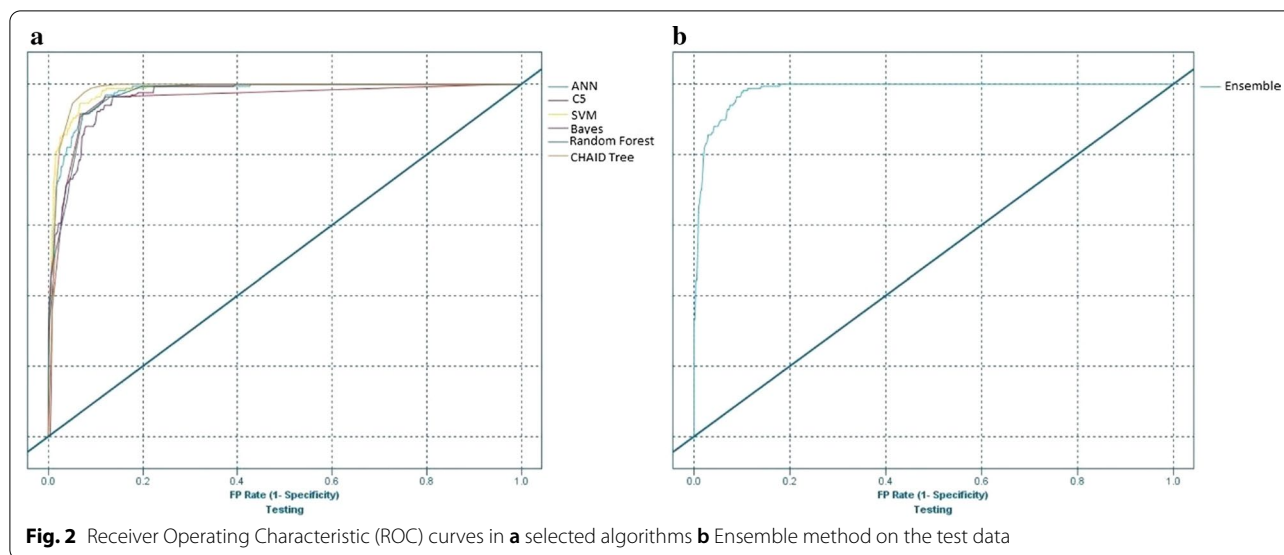 a
ANN
C5
SVM
Bayes
Random Forest
CHAID Tree
0.0 0.2 0.4 0.6 0.8 1.0
FP Rate (1- Specificity)
Testing
b
Ensemble
0.0 0.2 0.4 0.6 0.8 1.0
FP Rate (1- Specificity)
Testing
Fig. 2 Receiver Operating Characteristic (ROC) curves in a selected algorithms b Ensemble method on the test data